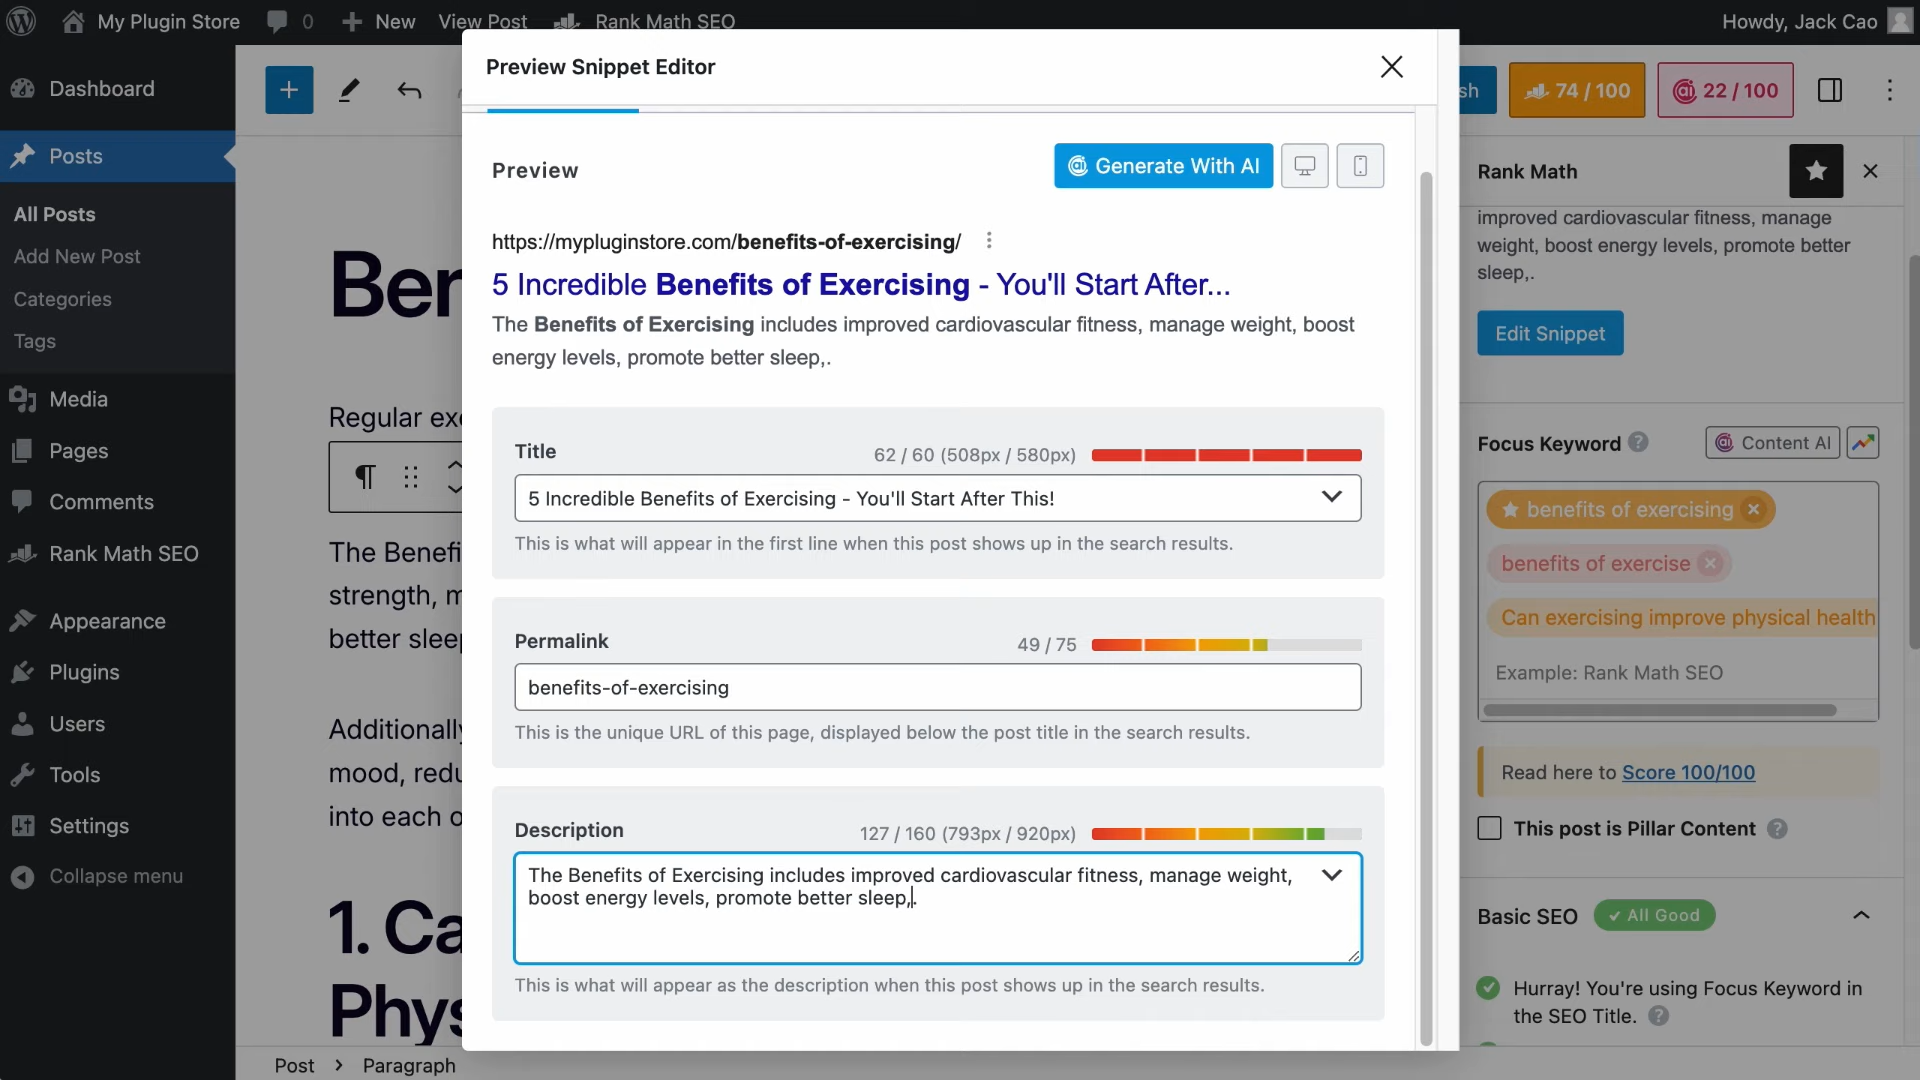 My Plugin Store
0
New
View Post
Rank Math SEO
Howdy, Jack Cao
Dashboard
Posts
All Posts
Add New Post
Categories
Tags
Media
Pages
Comments
Rank Math SEO
Appearance
Plugins
Users
Tools
Settings
Collapse menu
Ben
Regular exe
The Benefi
strength, m
better sleep
Additionally
mood, redu
into each o
1. Ca
Phys
Post > Paragraph
Preview Snippet Editor
Preview
Generate With AI
https://mypluginstore.com/benefits-of-exercising/
5 Incredible Benefits of Exercising - You'll Start After...
The Benefits of Exercising includes improved cardiovascular fitness, manage weight, boost
energy levels, promote better sleep,.
Title
62 / 60 (508px / 580px)
5 Incredible Benefits of Exercising - You'll Start After This!
This is what will appear in the first line when this post shows up in the search results.
Permalink
49 / 75
benefits-of-exercising
This is the unique URL of this page, displayed below the post title in the search results.
Description
127 / 160 (793px / 920px)
The Benefits of Exercising includes improved cardiovascular fitness, manage weight,
boost energy levels, promote better sleep,.
This is what will appear as the description when this post shows up in the search results.
sh
74 / 100
ai 22 / 100
Rank Math
improved cardiovascular fitness, manage
weight, boost energy levels, promote better
sleep,.
Edit Snippet
Focus Keyword
Content AI
benefits of exercising
benefits of exercise
Can exercising improve physical health
Example: Rank Math SEO
Read here to Score 100/100
This post is Pillar Content
Basic SEO
All Good
Hurray! You're using Focus Keyword in
the SEO Title.